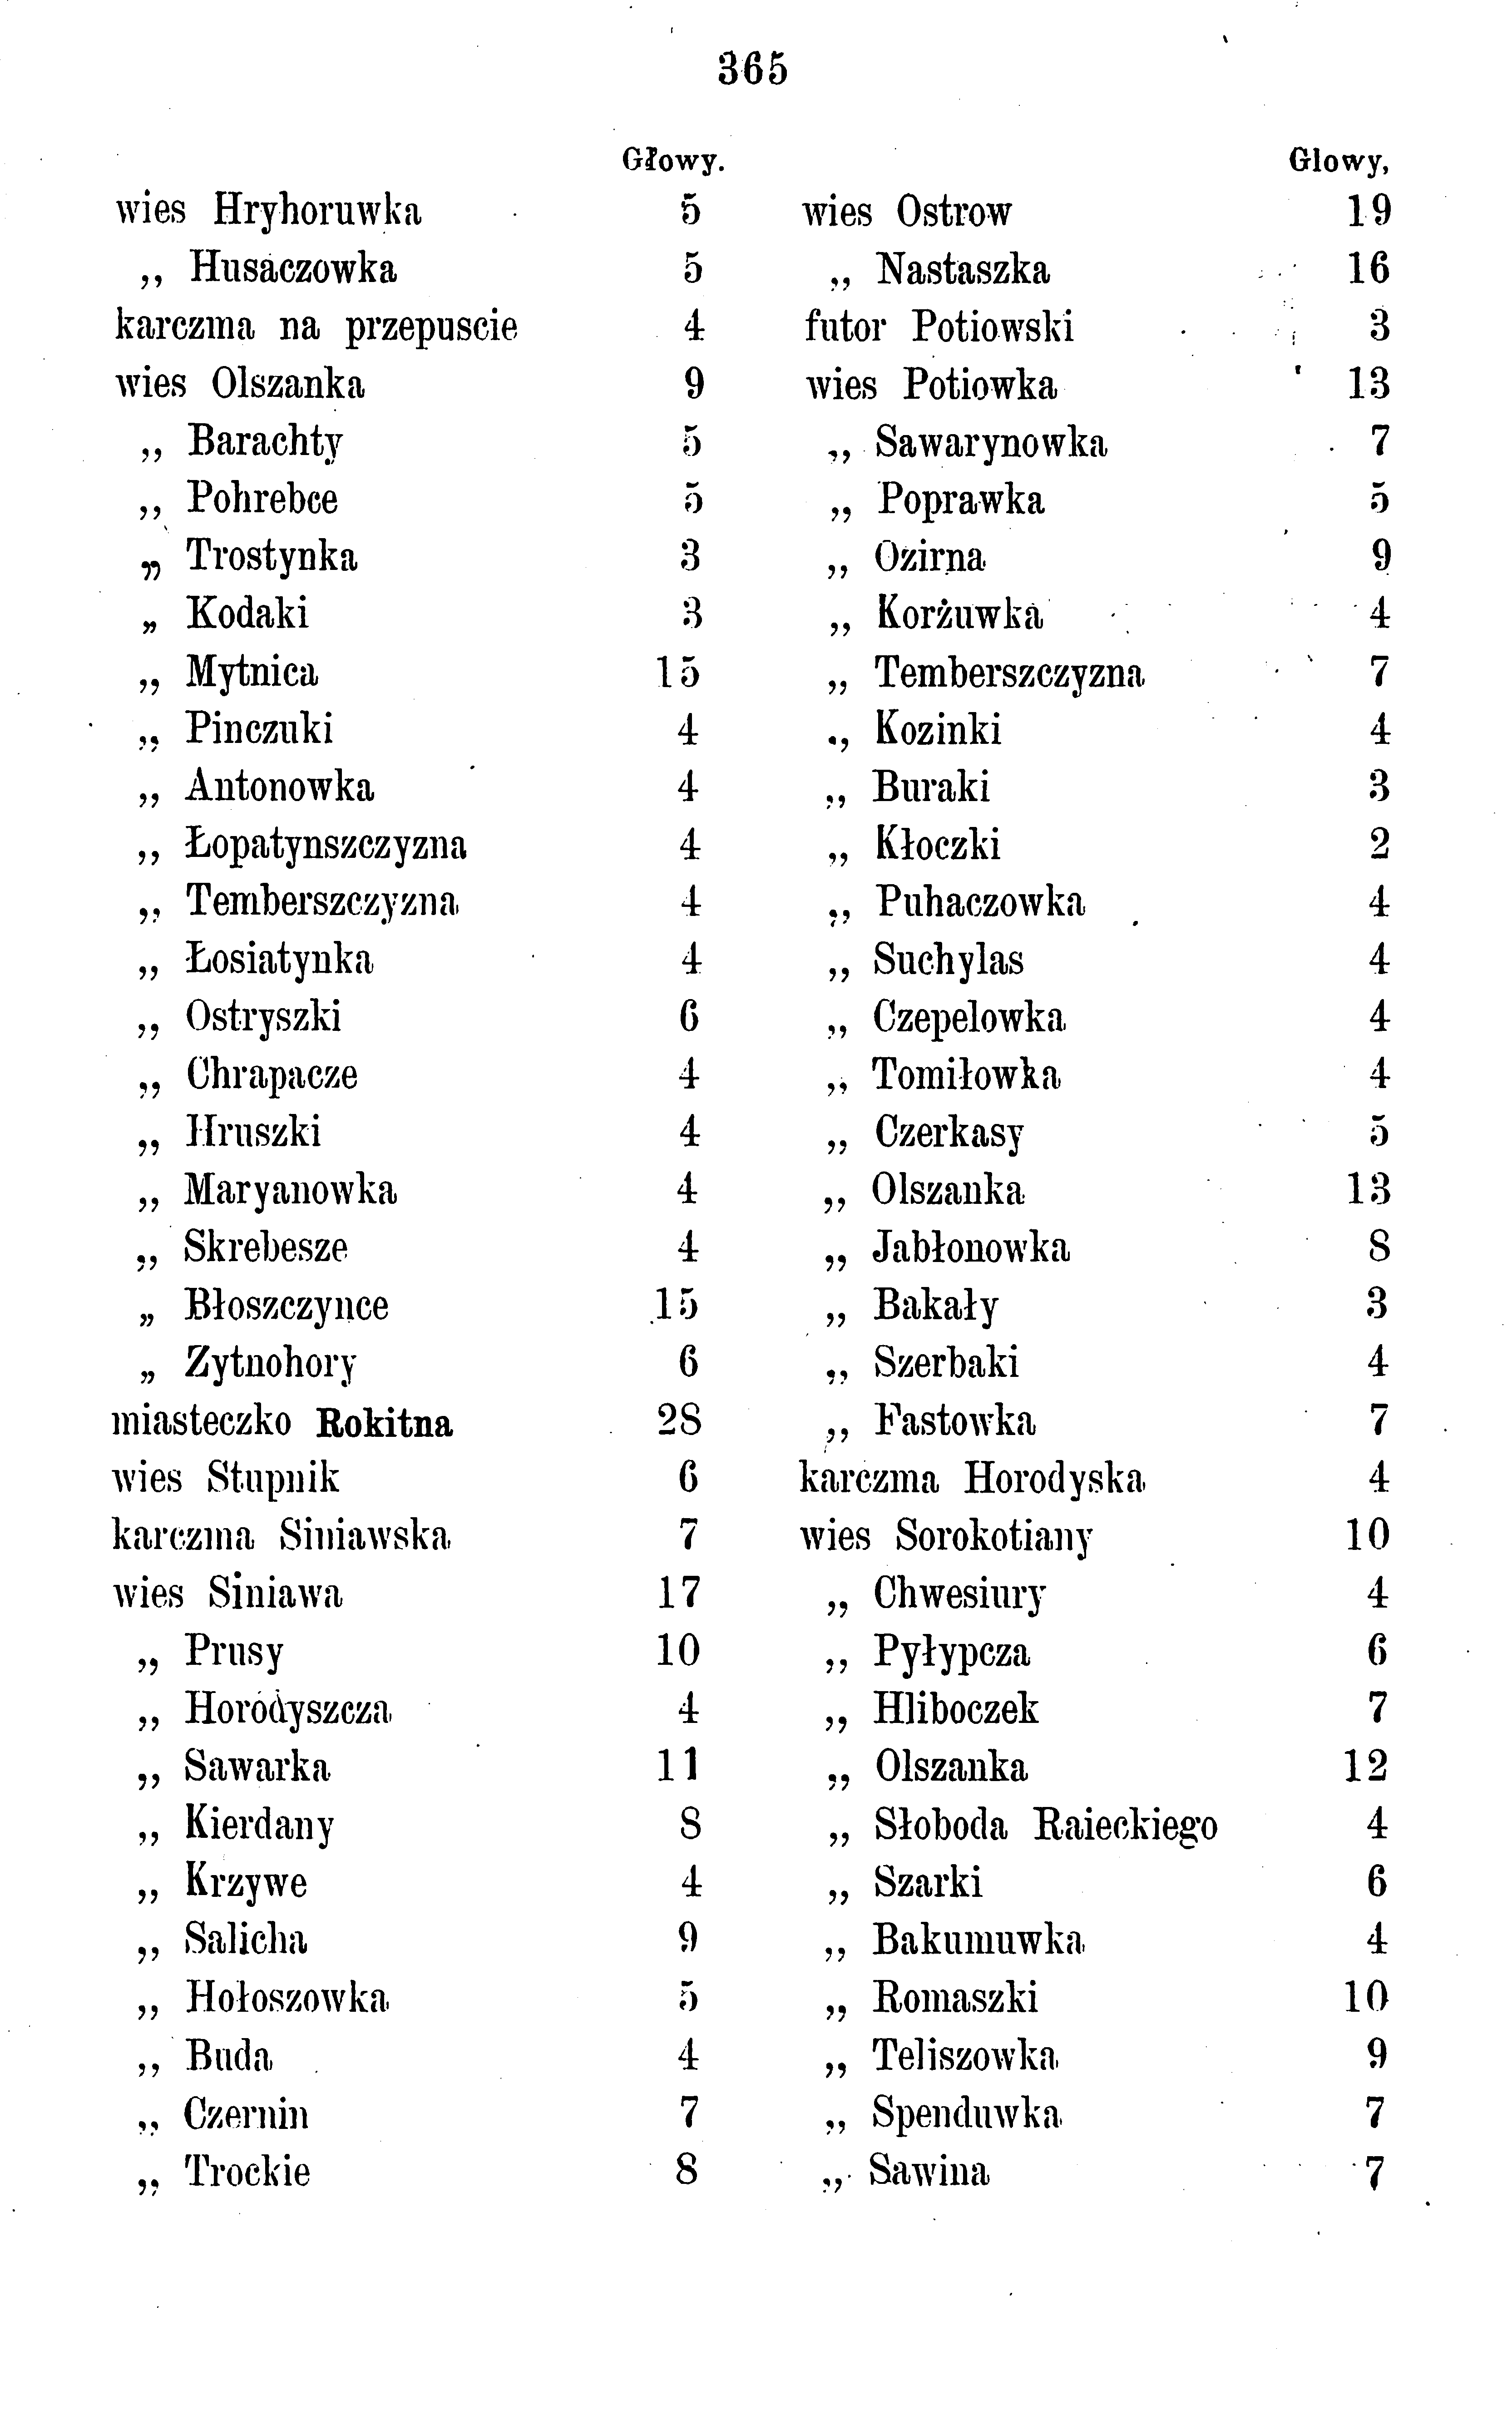 365
Głowy.
wies Hryhoruwka 5
„ Husaczowka 5
karczma na przepuscie 4
wies Olszanka 9
„ Barachty 5
„ Pohrebce 5
„ Trostynka 3
„ Kodaki 3
„ Mytnica 15
„ Pinczuki 4
„ Antonowka 4
„ Łopatynszczyzna 4
„ Temberszczyzna 4
„ Łosiatynka 4
„ Ostryszki 6
„ Chrapacze 4
„ Hruszki 4
„ Maryanowka 4
„ Skrebesze 4
„ Błoszczynce 15
„ Zytnohory 6
miasteczko Rokitna 28
wies Stupnik 6
karczma Siniawska 7
wies Siniawa 17
„ Prusy 10
„ Horodyszcza 4
„ Sawarka 11
„ Kierdany 8
„ Krzywe 4
„ Salicha 9
„ Hołoszowka 5
„ Buda 4
„ Czernin 7
„ Trockie 8
Glowy,
wies Ostrow 19
„ Nastaszka 16
futor Potiowski 3
wies Potiowka 13
„ Sawarynowka 7
„ Poprawka 5
„ Ozirna 9
„ Korżuwka 4
„ Temberszczyzna 7
„ Kozinki 4
„ Buraki 3
„ Kłoczki 2
„ Puhaczowka 4
„ Suchylas 4
„ Czepelowka 4
„ Tomiłowka 4
„ Czerkasy 5
„ Olszanka 13
„ Jabłonowka 8
„ Bakały 3
„ Szerbaki 4
„ Fastowka 7
karczma Horodyska 4
wies Sorokotiany 10
„ Chwesiury 4
„ Pyłypcza 6
„ Hliboczek 7
„ Olszanka 12
„ Słoboda Raieckiego 4
„ Szarki 6
„ Bakumuwka 4
„ Romaszki 10
„ Teliszowka 9
„ Spenduwka 7
„ Sawina 7